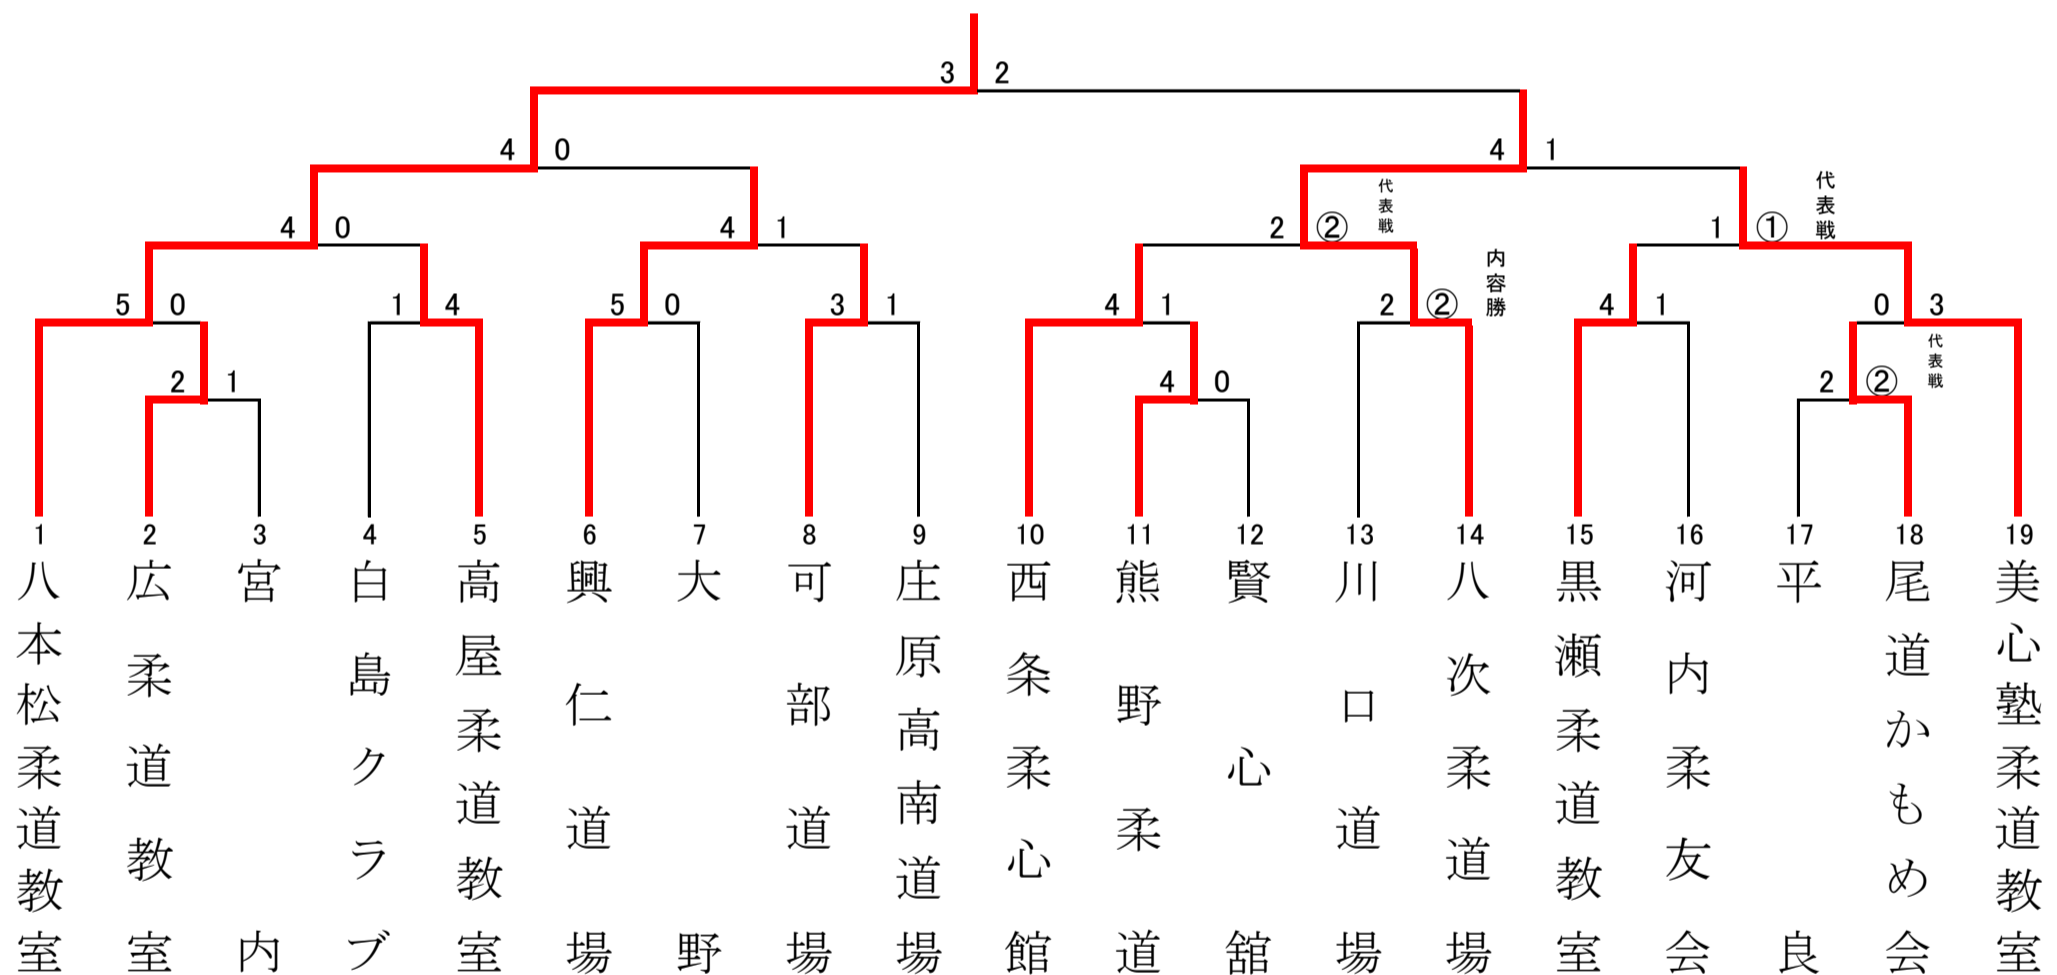 3 2
4 0
4 1
代表戦
代表戦
4 0
4 1
2 ②
1 ①
内容勝
5 0
1 4
5 0
3 1
4 1
2 ②
4 1
0 3
代表戦
2 1
4 0
2 ②
1 2 3 4 5 6 7 8 9 10 11 12 13 14 15 16 17 18 19
八本松柔道教室
広柔道教室
宮内
白島クラブ
高屋柔道教室
興仁道場
大野
可部道場
庄原高南道場
西条柔心館
熊野柔道
賢心舘
川口道場
八次柔道場
黒瀬柔道教室
河内柔友会
平良
尾道かもめ会
美心塾柔道教室